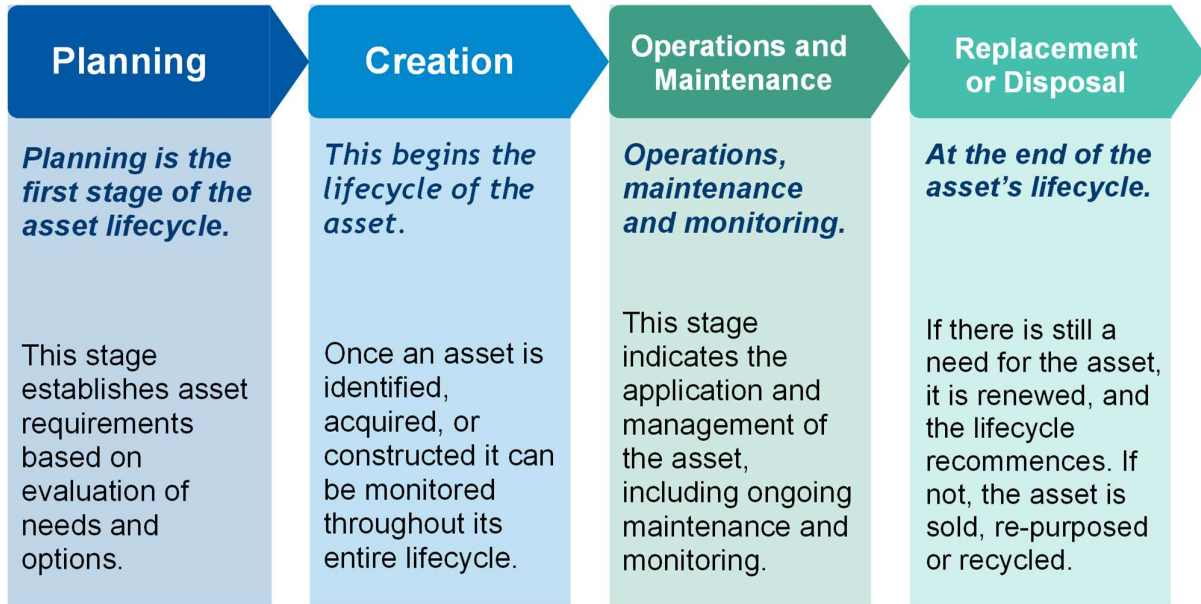 Planning
Planning is the
first stage of the
asset lifecycle.
This stage
establishes asset
requirements
based on
evaluation of
needs and
options.
Creation
This begins the
lifecycle of the
asset.
Once an asset is
identified,
acquired, or
constructed it can
be monitored
throughout its
entire lifecycle.
Operations and
Maintenance
Operations,
maintenance
and monitoring.
This stage
indicates the
application and
management of
the asset,
including ongoing
maintenance and
monitoring.
Replacement
or Disposal
At the end of the
asset’s lifecycle.
If there is still a
need for the asset,
it is renewed, and
the lifecycle
recommences. If
not, the asset is
sold, re-purposed
or recycled.